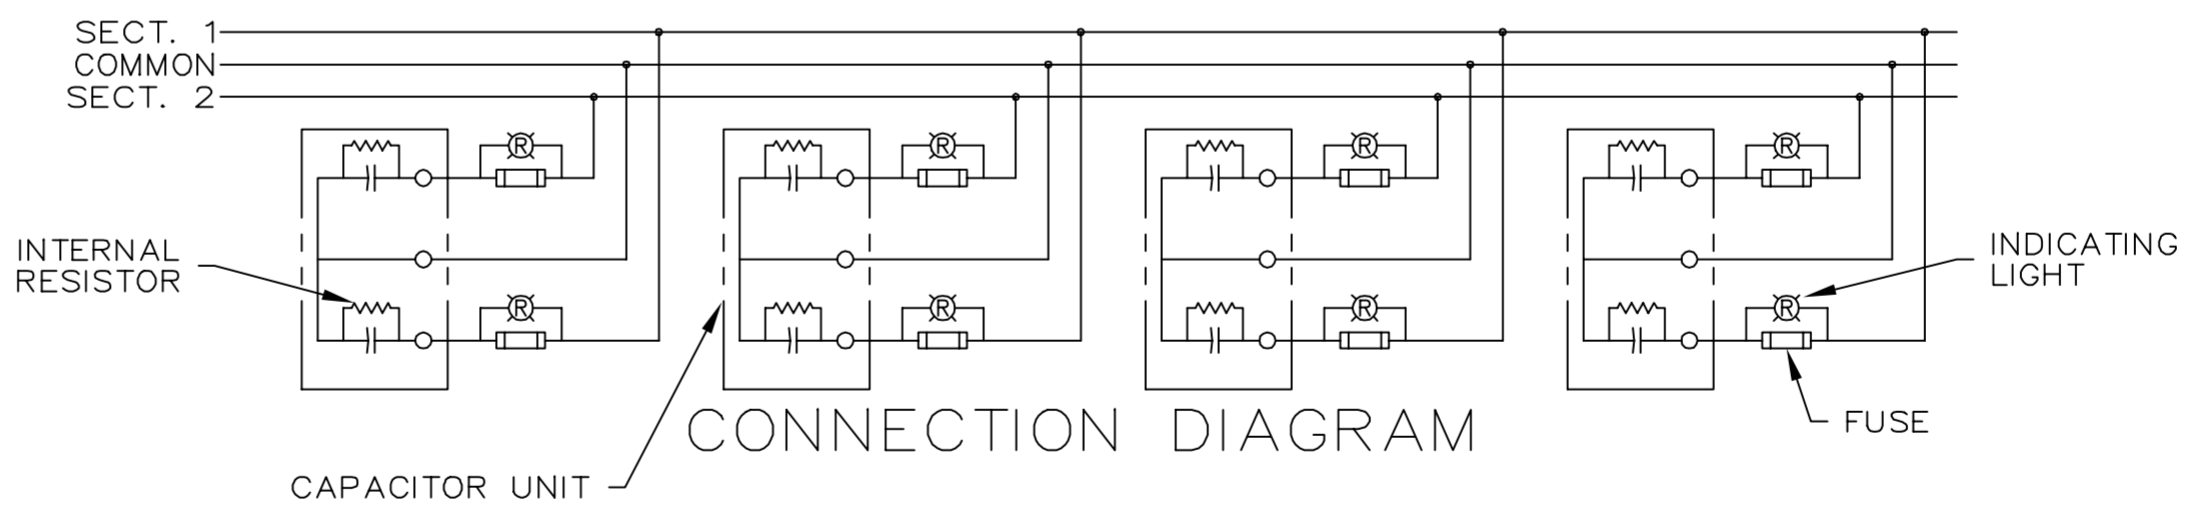 SECT. 1
COMMON
SECT. 2
R
R
R
R
INTERNAL
RESISTOR
INDICATING
LIGHT
R
R
R
R
FUSE
CONNECTION DIAGRAM
CAPACITOR UNIT